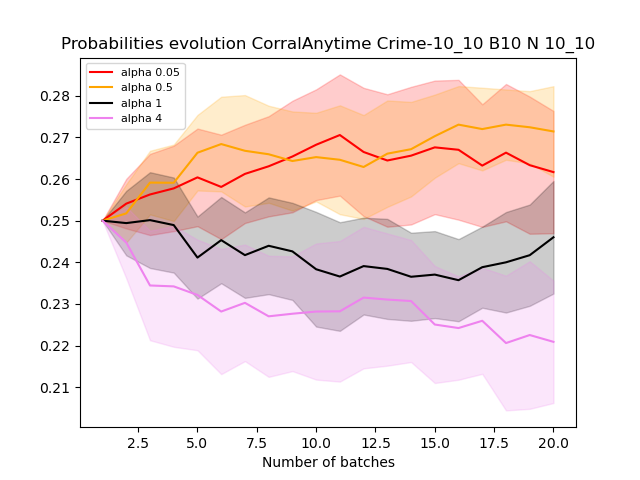 Probabilities evolution CorralAnytime Crime-10_10 B10 N 10_10
alpha 0.05
alpha 0.5
alpha 1
alpha 4
0.28
0.27
0.26
0.25
0.24
0.23
0.22
0.21
2.5 5.0 7.5 10.0 12.5 15.0 17.5 20.0
Number of batches